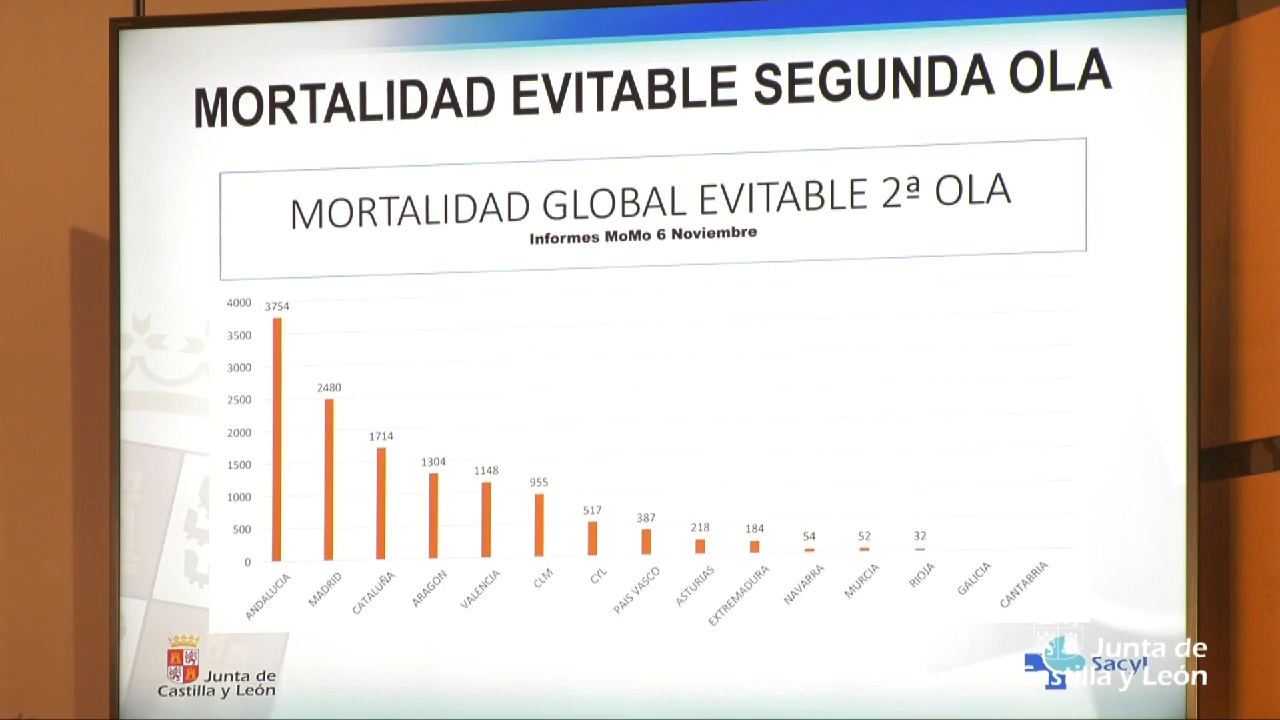 MORTALIDAD EVITABLE SEGUNDA OLA
MORTALIDAD GLOBAL EVITABLE 2ª OLA
Informes MoMo 6 Noviembre
4000
3500
3000
2500
2000
1500
1000
500
0
3754
2480
1714
1304
1148
955
517
387
218
184
54
52
32
ANDALUCIA
MADRID
CATALUÑA
ARAGON
VALENCIA
CLM
CYL
PAIS VASCO
ASTURIAS
EXTREMADURA
NAVARRA
MURCIA
RIOJA
GALICIA
CANTABRIA
Junta de
Castilla y León
Sacyl
Junta de
Castilla y León